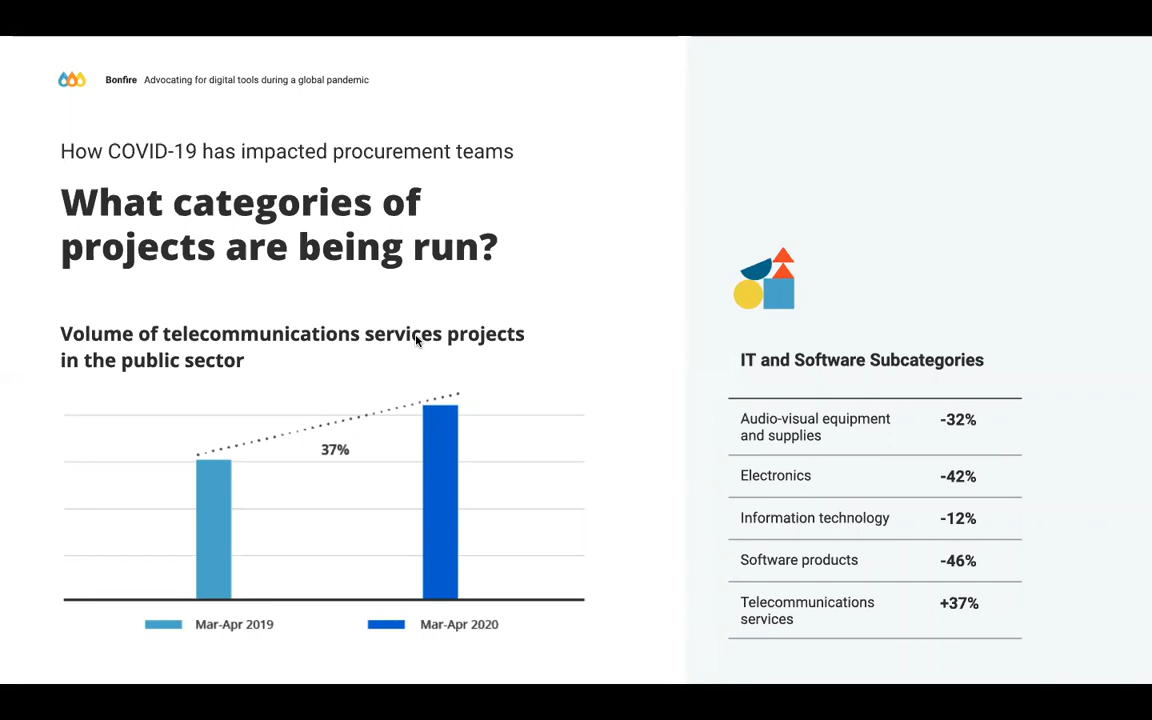 Bonfire Advocating for digital tools during a global pandemic
How COVID-19 has impacted procurement teams
What categories of
projects are being run?
Volume of telecommunications services projects
in the public sector
37%
Mar-Apr 2019
Mar-Apr 2020
IT and Software Subcategories
Audio-visual equipment
and supplies
-32%
Electronics
-42%
Information technology
-12%
Software products
-46%
Telecommunications
services
+37%